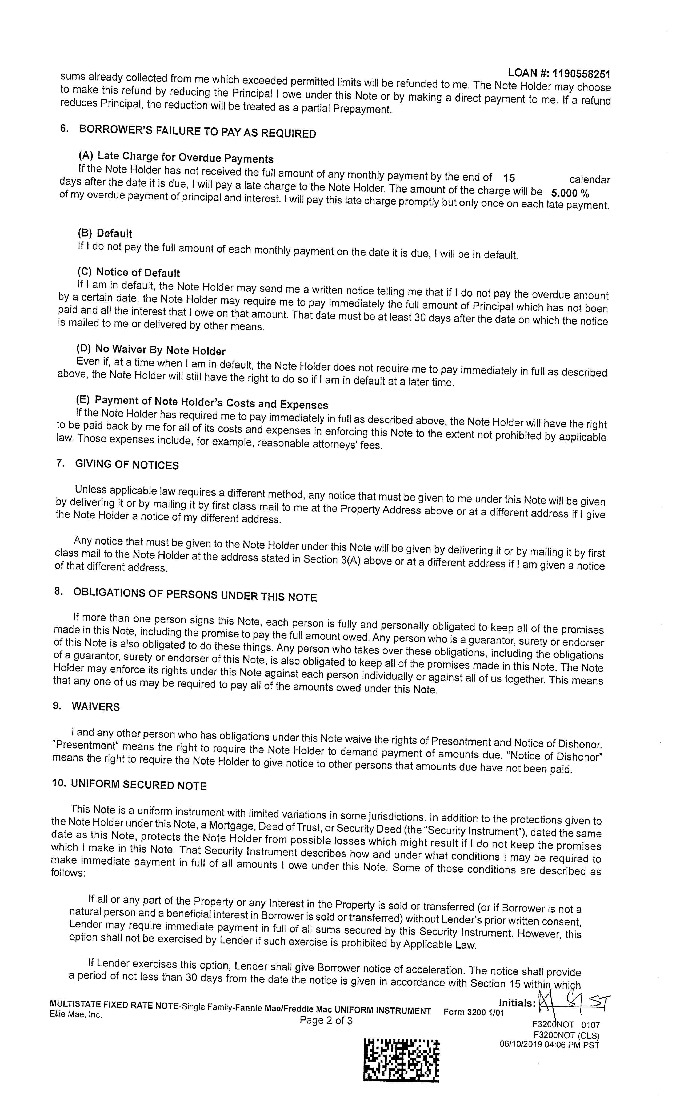 LOAN #: 1190558251
sums already collected from me which exceeded permitted limits will be refunded to me. The Note Holder may choose
to make this refund by reducing the Principal I owe under this Note or by making a direct payment to me. If a refund
reduces Principal, the reduction will be treated as a partial Prepayment.
6. BORROWER'S FAILURE TO PAY AS REQUIRED
(A) Late Charge for Overdue Payments
If the Note Holder has not received the full amount of any monthly payment by the end of 15 calendar
days after the date it is due, I will pay a late charge to the Note Holder. The amount of the charge will be 5.000 %
of my overdue payment of principal and interest. I will pay this late charge promptly but only once on each late payment.
(B) Default
If I do not pay the full amount of each monthly payment on the date it is due, I will be in default.
(C) Notice of Default
If I am in default, the Note Holder may send me a written notice telling me that if I do not pay the overdue amount
by a certain date, the Note Holder may require me to pay immediately the full amount of Principal which has not been
paid and all the interest that I owe on that amount. That date must be at least 30 days after the date on which the notice
is mailed to me or delivered by other means.
(D) No Waiver By Note Holder
Even if, at a time when I am in default, the Note Holder does not require me to pay immediately in full as described
above, the Note Holder will still have the right to do so if I am in default at a later time.
(E) Payment of Note Holder's Costs and Expenses
If the Note Holder has required me to pay immediately in full as described above, the Note Holder will have the right
to be paid back by me for all of its costs and expenses in enforcing this Note to the extent not prohibited by applicable
law. Those expenses include, for example, reasonable attorneys' fees.
7. GIVING OF NOTICES
Unless applicable law requires a different method, any notice that must be given to me under this Note will be given
by delivering it or by mailing it by first class mail to me at the Property Address above or at a different address if I give
the Note Holder a notice of my different address.
Any notice that must be given to the Note Holder under this Note will be given by delivering it or by mailing it by first
class mail to the Note Holder at the address stated in Section 3(A) above or at a different address if I am given a notice
of that different address.
8. OBLIGATIONS OF PERSONS UNDER THIS NOTE
If more than one person signs this Note, each person is fully and personally obligated to keep all of the promises
made in this Note, including the promise to pay the full amount owed. Any person who is a guarantor, surety or endorser
of this Note is also obligated to do these things. Any person who takes over these obligations, including the obligations
of a guarantor, surety or endorser of this Note, is also obligated to keep all of the promises made in this Note. The Note
Holder may enforce its rights under this Note against each person individually or against all of us together. This means
that any one of us may be required to pay all of the amounts owed under this Note.
9. WAIVERS
I and any other person who has obligations under this Note waive the rights of Presentment and Notice of Dishonor.
"Presentment" means the right to require the Note Holder to demand payment of amounts due. "Notice of Dishonor"
means the right to require the Note Holder to give notice to other persons that amounts due have not been paid.
10. UNIFORM SECURED NOTE
This Note is a uniform instrument with limited variations in some jurisdictions. In addition to the protections given to
the Note Holder under this Note, a Mortgage, Deed of Trust, or Security Deed (the "Security Instrument"), dated the same
date as this Note, protects the Note Holder from possible losses which might result if I do not keep the promises
which I make in this Note. That Security Instrument describes how and under what conditions I may be required to
make immediate payment in full of all amounts I owe under this Note. Some of those conditions are described as
follows:
If all or any part of the Property or any Interest in the Property is sold or transferred (or if Borrower is not a
natural person and a beneficial interest in Borrower is sold or transferred) without Lender's prior written consent,
Lender may require immediate payment in full of all sums secured by this Security Instrument. However, this
option shall not be exercised by Lender if such exercise is prohibited by Applicable Law.
If Lender exercises this option, Lender shall give Borrower notice of acceleration. The notice shall provide
a period of not less than 30 days from the date the notice is given in accordance with Section 15 within which
MULTISTATE FIXED RATE NOTE-Single Family-Fannie Mae/Freddie Mac UNIFORM INSTRUMENT Form 3200 1/01
Initials: ST
Ellie Mae, Inc.
Page 2 of 3
F3200NOT 0107
F3200NOT (CLS)
06/10/2019 04:06 PM PST